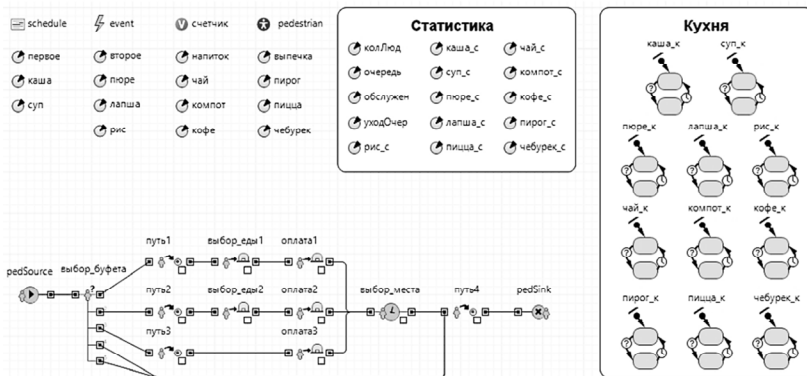 schedule event счетчик pedestrian
первое второе напиток выпечка
каша пюре чай пирог
суп лапша компот пицца
рис кофе чебурек
Статистика
колЛюд каша_с чай_с
очередь суп_с компот_с
обслужен пюре_с кофе_с
уходОчер лапша_с пирог_с
рис_с пицца_с чебурек_с
Кухня
каша_к суп_к
пюре_к лапша_к рис_к
чай_к компот_к кофе_к
пирог_к пицца_к чебурек_к
путь1 выбор_еды1 оплата1
pedSource выбор_буфета
путь2 выбор_еды2 оплата2 выбор_места путь4 pedSink
путь3 оплата3